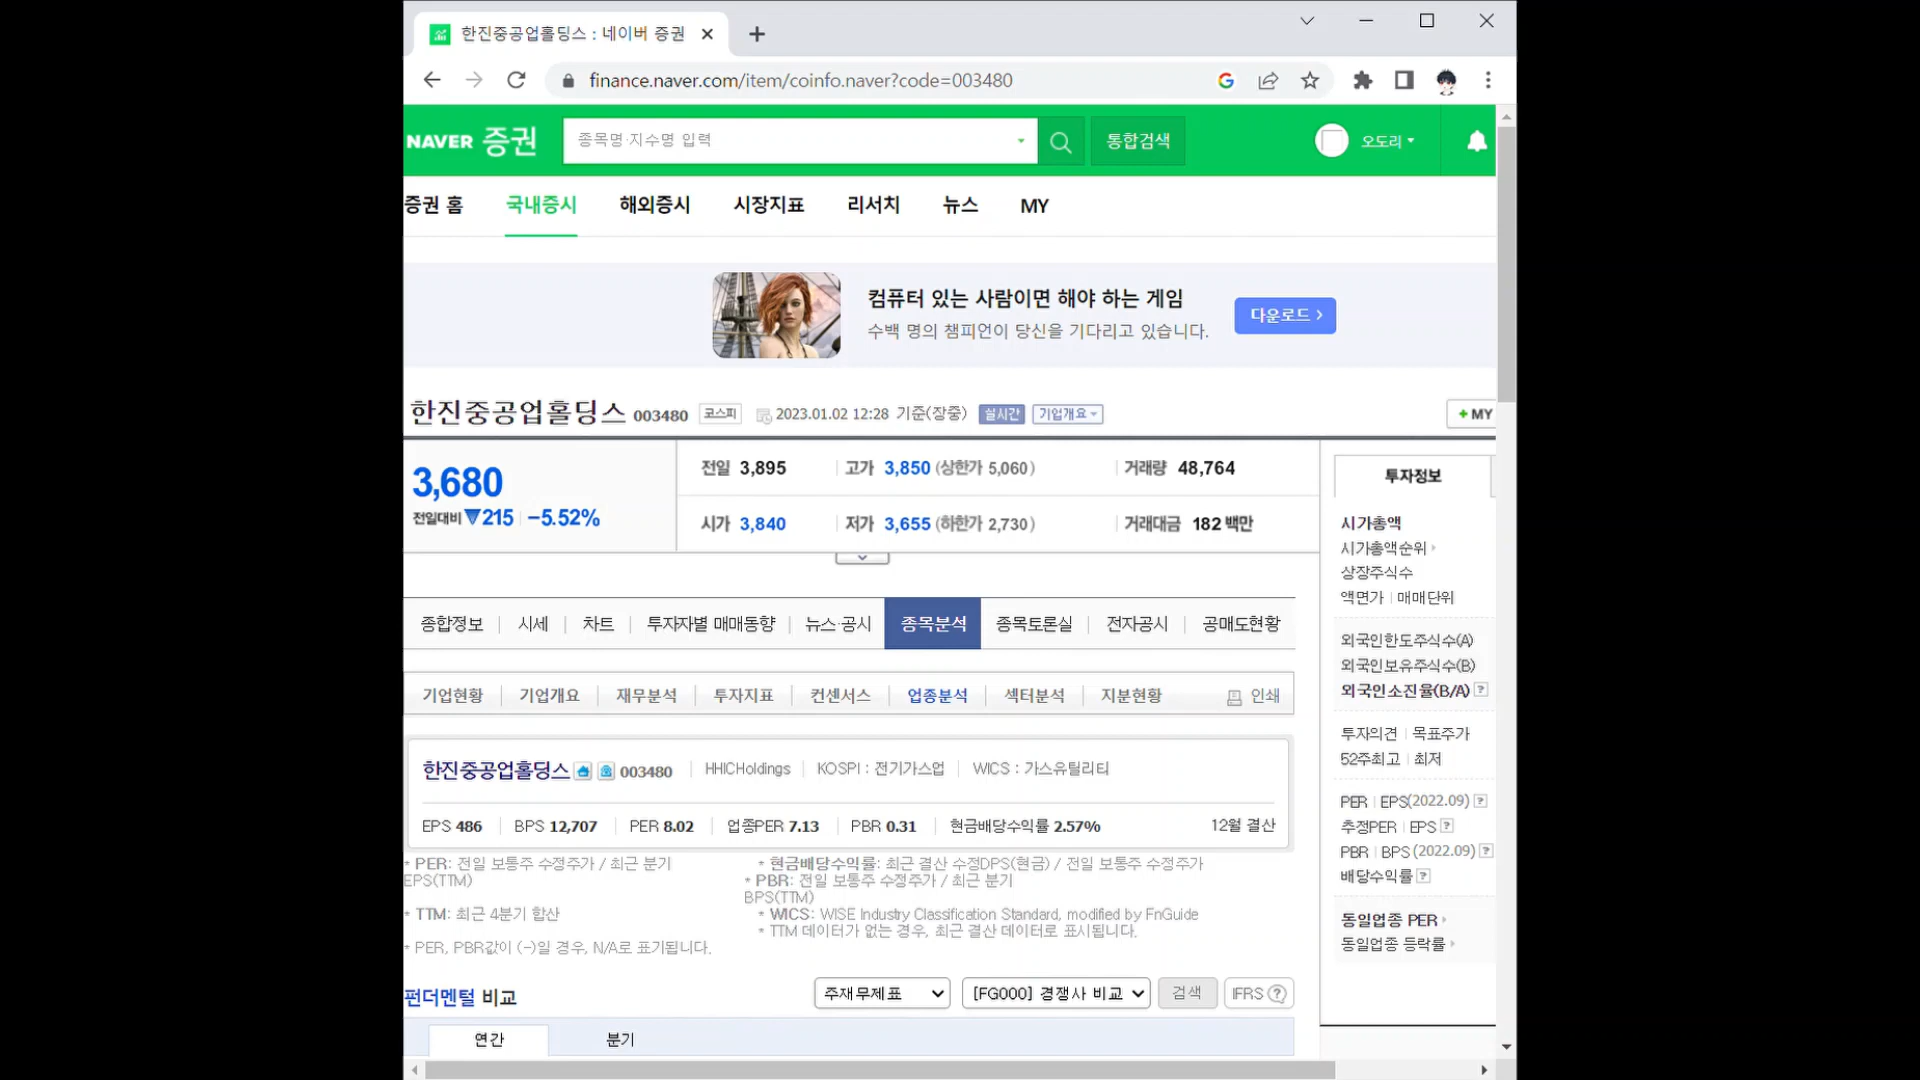 한진중공업홀딩스 : 네이버 증권
finance.naver.com/item/coinfo.naver?code=003480
NAVER 증권 종목명·지수명 입력 통합검색 오도리
증권 홈 국내증시 해외증시 시장지표 리서치 뉴스 MY
컴퓨터 있는 사람이면 해야 하는 게임
수백 명의 챔피언이 당신을 기다리고 있습니다.
다운로드
한진중공업홀딩스 003480 코스피 2023.01.02 12:28 기준(장중) 실시간 기업개요
+ MY
3,680
전일대비 ▼215 -5.52%
전일 3,895 고가 3,850 (상한가 5,060) 거래량 48,764
시가 3,840 저가 3,655 (하한가 2,730) 거래대금 182 백만
종합정보 시세 차트 투자자별 매매동향 뉴스·공시 종목분석 종목토론실 전자공시 공매도현황
기업현황 기업개요 재무분석 투자지표 컨센서스 업종분석 섹터분석 지분현황 인쇄
한진중공업홀딩스 003480 HHICHoldings KOSPI : 전기가스업 WICS : 가스유틸리티
EPS 486 BPS 12,707 PER 8.02 업종PER 7.13 PBR 0.31 현금배당수익률 2.57% 12월 결산
* PER: 전일 보통주 수정주가 / 최근 분기
EPS(TTM)
* TTM: 최근 4분기 합산
* PER, PBR값이 (-)일 경우, N/A로 표기됩니다.
* 현금배당수익률: 최근 결산 수정DPS(현금) / 전일 보통주 수정주가
* PBR: 전일 보통주 수정주가 / 최근 분기
BPS(TTM)
* WICS: WISE Industry Classification Standard, modified by FnGuide
* TTM 데이터가 없는 경우, 최근 결산 데이터로 표시됩니다.
펀더멘털 비교 주재무제표 [FG000] 경쟁사 비교 검색 IFRS ?
연간 분기
투자정보
시가총액
시가총액순위
상장주식수
액면가 | 매매단위
외국인한도주식수(A)
외국인보유주식수(B)
외국인소진율(B/A) ?
투자의견 | 목표주가
52주최고 | 최저
PER | EPS(2022.09) ?
추정PER | EPS ?
PBR | BPS (2022.09) ?
배당수익률 ?
동일업종 PER
동일업종 등락률